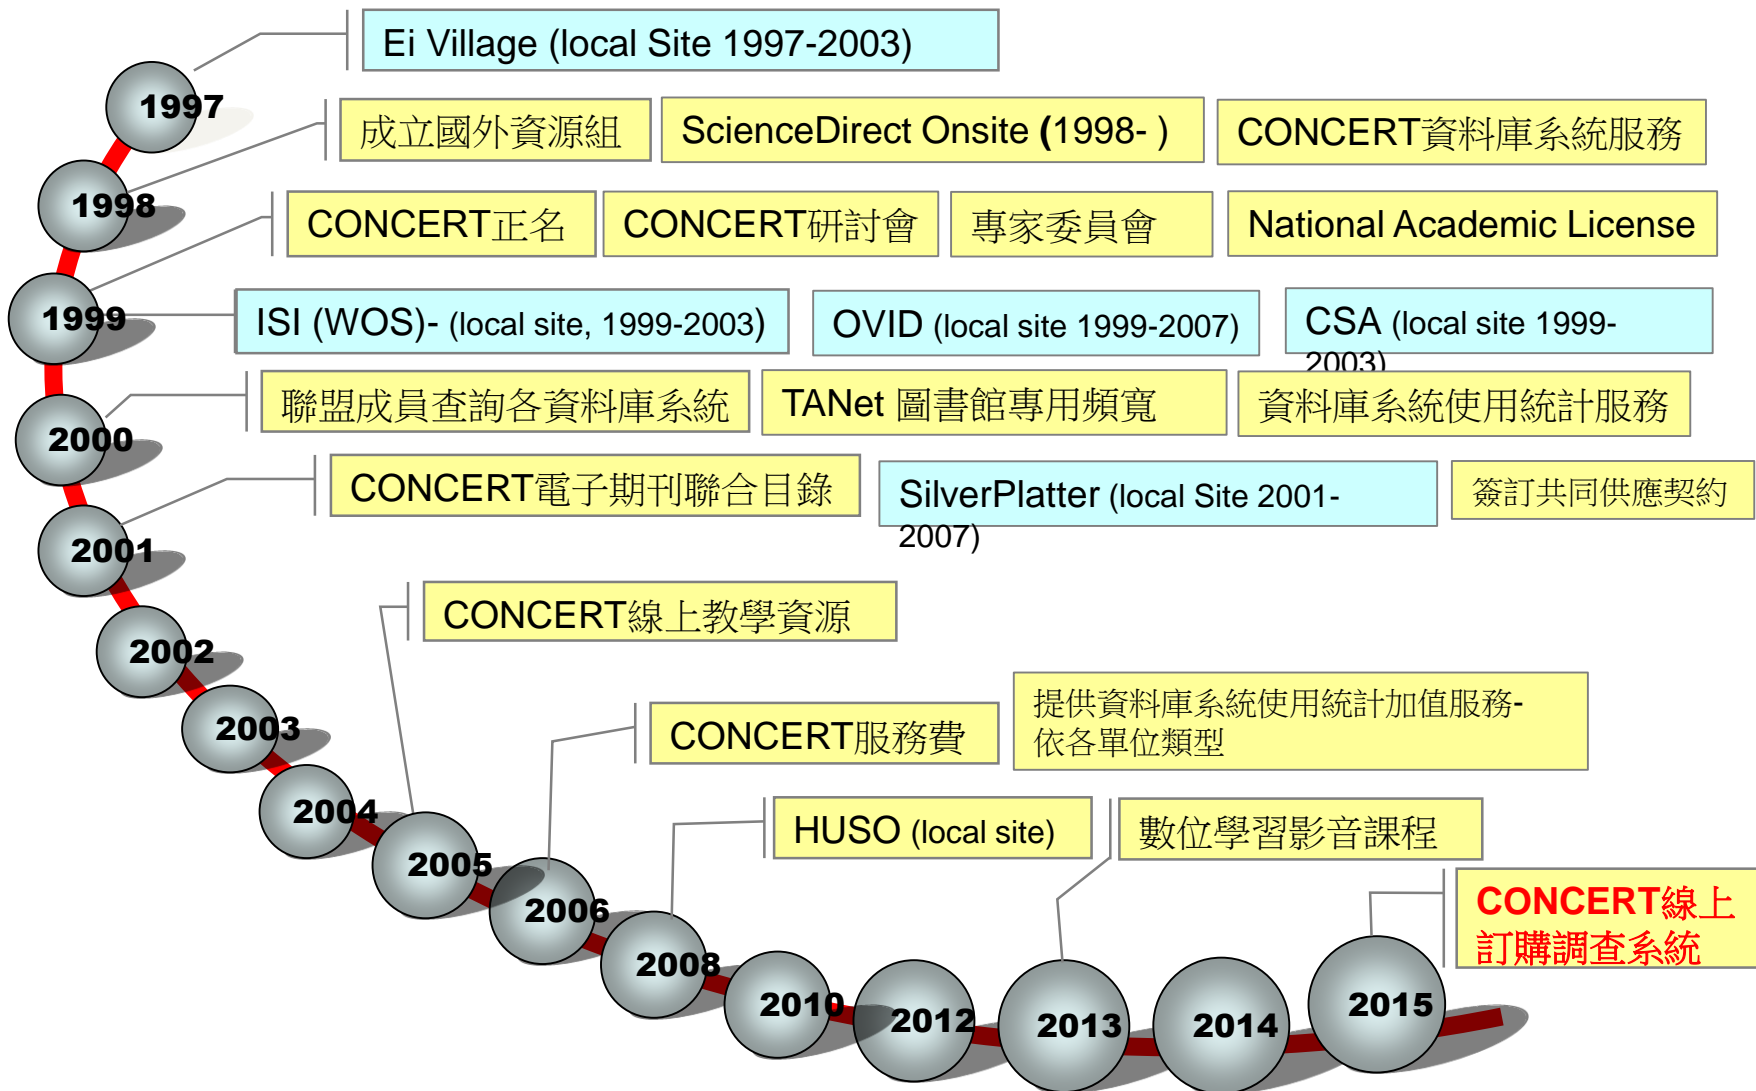 Ei Village (local Site 1997-2003)
1997
成立國外資源組
ScienceDirect Onsite (1998- )
CONCERT資料庫系統服務
1998
CONCERT正名
CONCERT研討會
專家委員會
National Academic License
1999
ISI (WOS)- (local site, 1999-2003)
OVID (local site 1999-2007)
CSA (local site 1999-
2003)
聯盟成員查詢各資料庫系統
TANet 圖書館專用頻寬
資料庫系統使用統計服務
2000
CONCERT電子期刊聯合目錄
SilverPlatter (local Site 2001-
2007)
簽訂共同供應契約
2001
CONCERT線上教學資源
2002
2003
CONCERT服務費
提供資料庫系統使用統計加值服務-
依各單位類型
2004
HUSO (local site)
數位學習影音課程
2005
2006
CONCERT線上
訂購調查系統
2008
2010
2012
2013
2014
2015